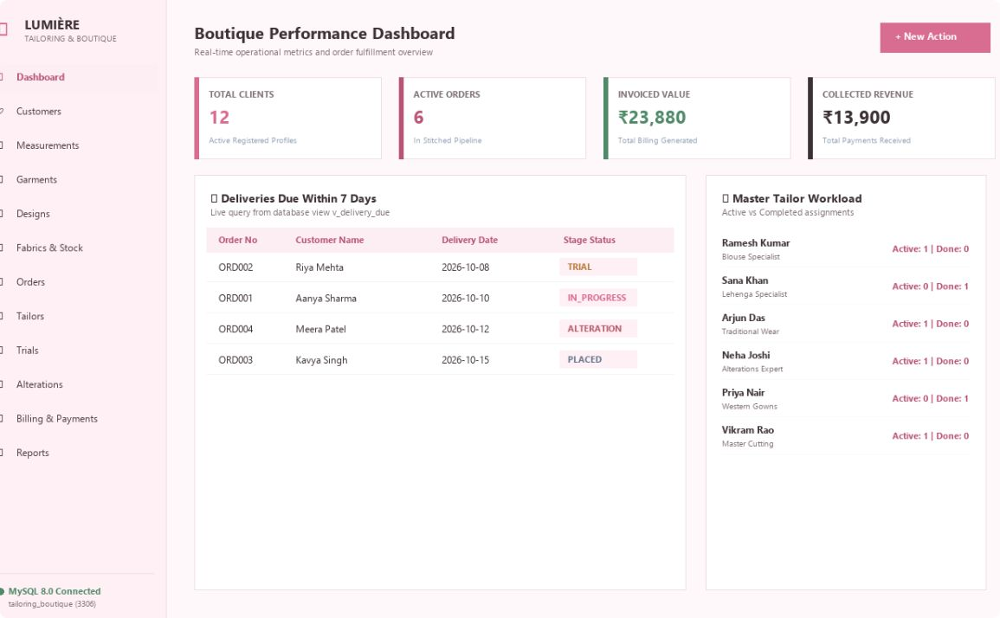 LUMIÈRE
TAILORING & BOUTIQUE
Dashboard
Customers
Measurements
Garments
Designs
Fabrics & Stock
Orders
Tailors
Trials
Alterations
Billing & Payments
Reports
MySQL 8.0 Connected
tailoring_boutique (3306)
Boutique Performance Dashboard
Real-time operational metrics and order fulfillment overview
+ New Action
TOTAL CLIENTS
12
Active Registered Profiles
ACTIVE ORDERS
6
In Stitched Pipeline
INVOICED VALUE
₹23,880
Total Billing Generated
COLLECTED REVENUE
₹13,900
Total Payments Received
Deliveries Due Within 7 Days
Live query from database view v_delivery_due
Order No Customer Name Delivery Date Stage Status
ORD002 Riya Mehta 2026-10-08 TRIAL
ORD001 Aanya Sharma 2026-10-10 IN_PROGRESS
ORD004 Meera Patel 2026-10-12 ALTERATION
ORD003 Kavya Singh 2026-10-15 PLACED
Master Tailor Workload
Active vs Completed assignments
Ramesh Kumar
Blouse Specialist
Active: 1 | Done: 0
Sana Khan
Lehenga Specialist
Active: 0 | Done: 1
Arjun Das
Traditional Wear
Active: 1 | Done: 0
Neha Joshi
Alterations Expert
Active: 1 | Done: 0
Priya Nair
Western Gowns
Active: 0 | Done: 1
Vikram Rao
Master Cutting
Active: 1 | Done: 0